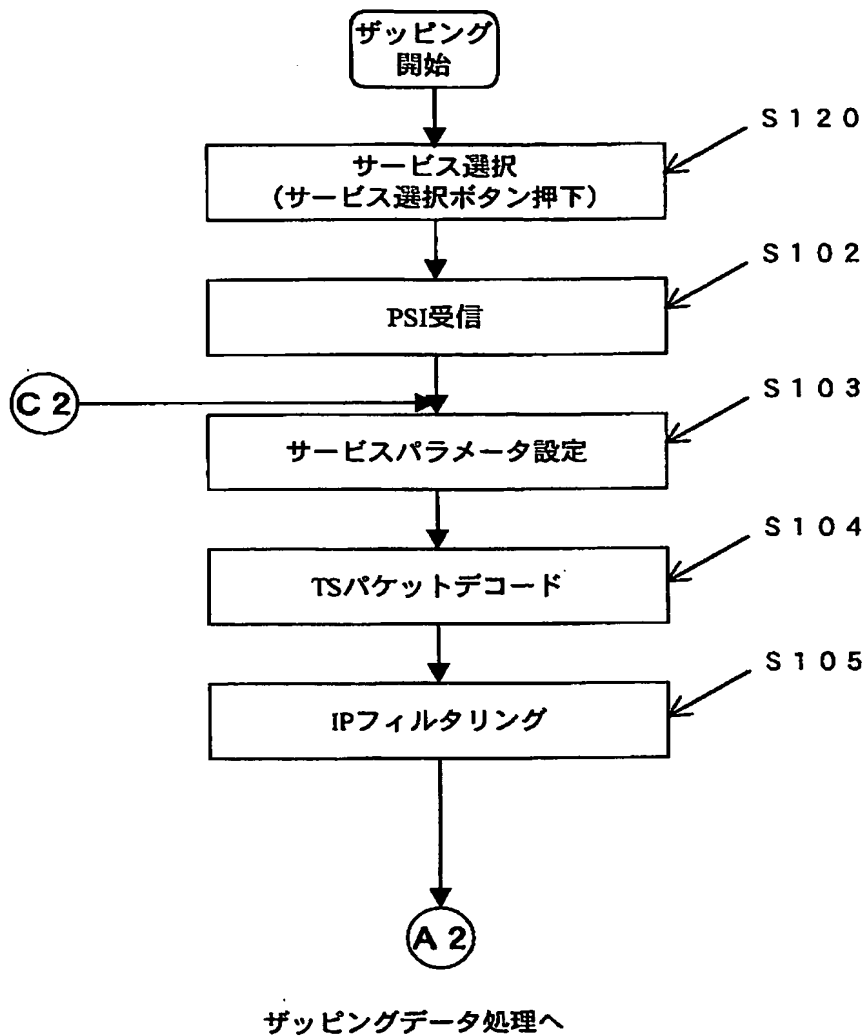 ザッピング
開始
S120
サービス選択
(サービス選択ボタン押下)
S102
PSI受信
C2
S103
サービスパラメータ設定
S104
TSパケットデコード
S105
IPフィルタリング
A2
ザッピングデータ処理へ